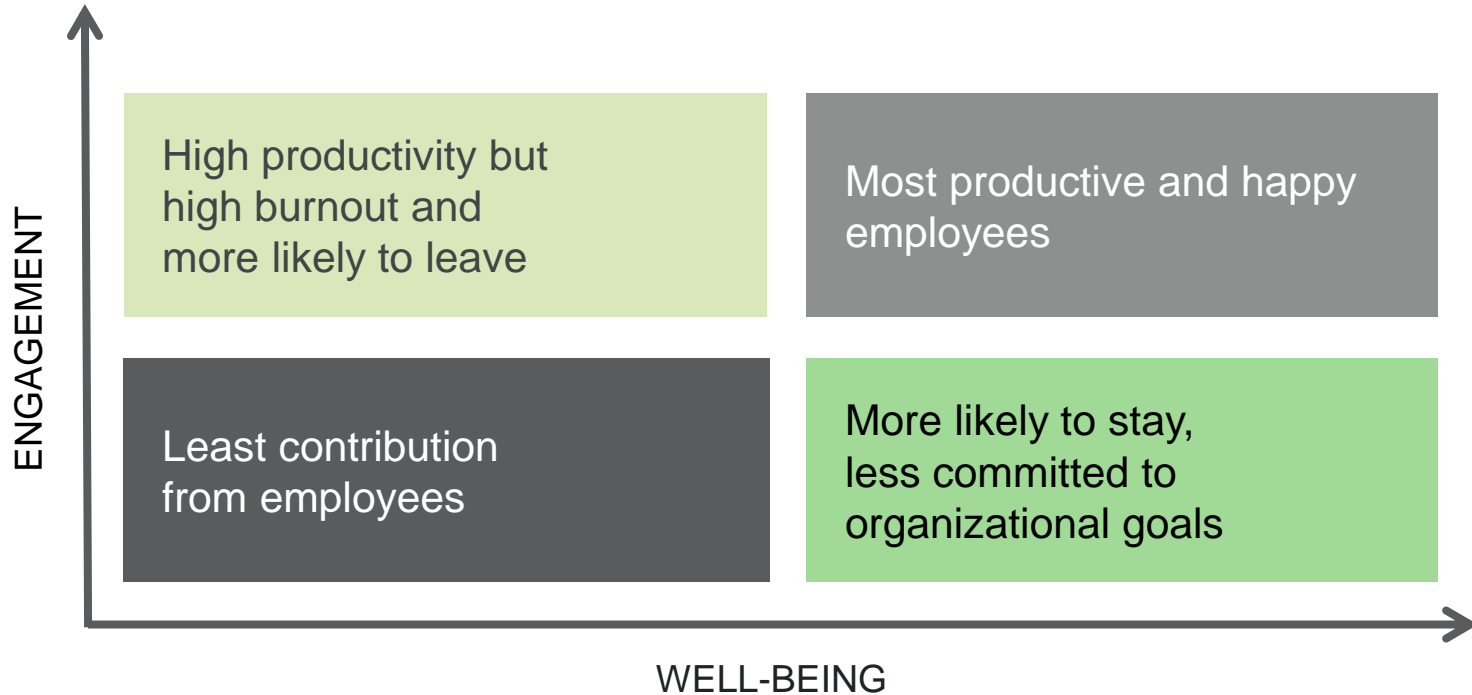 ENGAGEMENT
High productivity but
high burnout and
more likely to leave
Most productive and happy
employees
Least contribution
from employees
More likely to stay,
less committed to
organizational goals
WELL-BEING